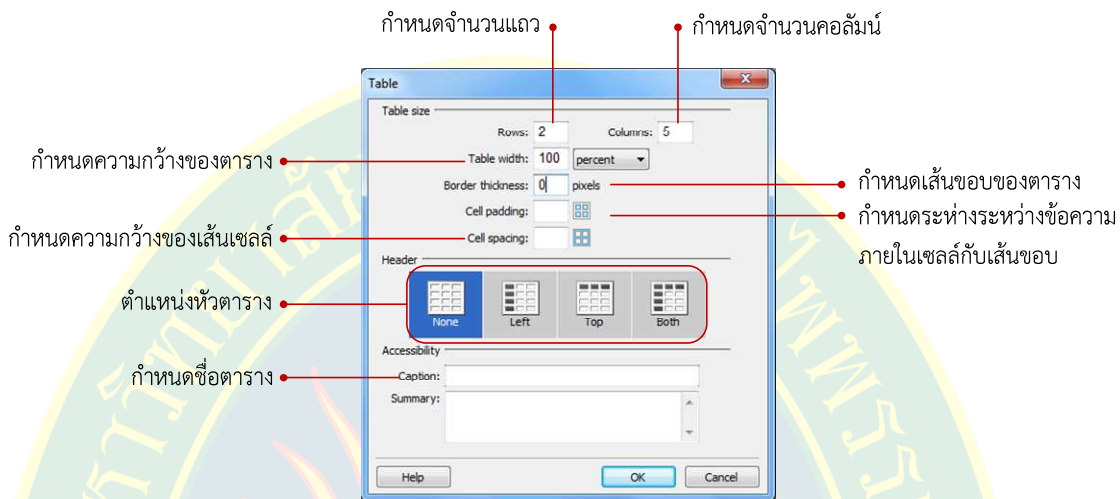 กำหนดจำนวนแถว กำหนดจำนวนคอลัมน์
Table
Table size
Rows: 2 Columns: 5
กำหนดความกว้างของตาราง Table width: 100 percent
Border thickness: 0 pixels กำหนดเส้นขอบของตาราง
Cell padding: กำหนดระห่างระหว่างข้อความ
กำหนดความกว้างของเส้นเซลล์ Cell spacing: ภายในเซลล์กับเส้นขอบ
Header
ตำแหน่งหัวตาราง
None Left Top Both
Accessibility
กำหนดชื่อตาราง Caption:
Summary:
Help OK Cancel